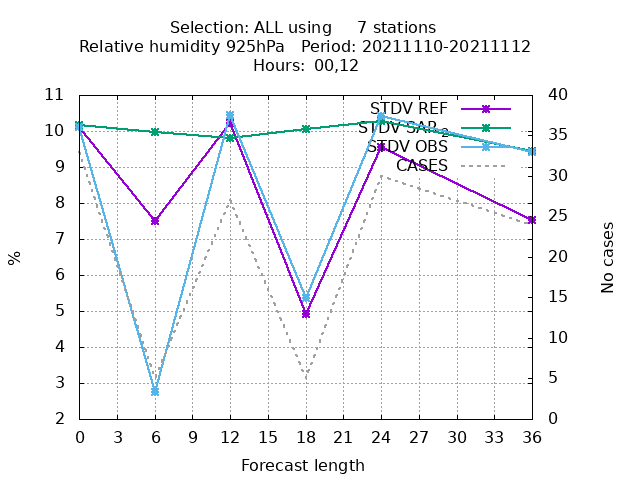 Selection: ALL using     7 stations
Relative humidity 925hPa   Period: 20211110-20211112
Hours: 00,12
STDV REF
STDV SAR₂
STDV OBS
CASES
%
11
10
9
8
7
6
5
4
3
2
40
35
30
25
20
15
10
5
0
No cases
0 3 6 9 12 15 18 21 24 27 30 33 36
Forecast length